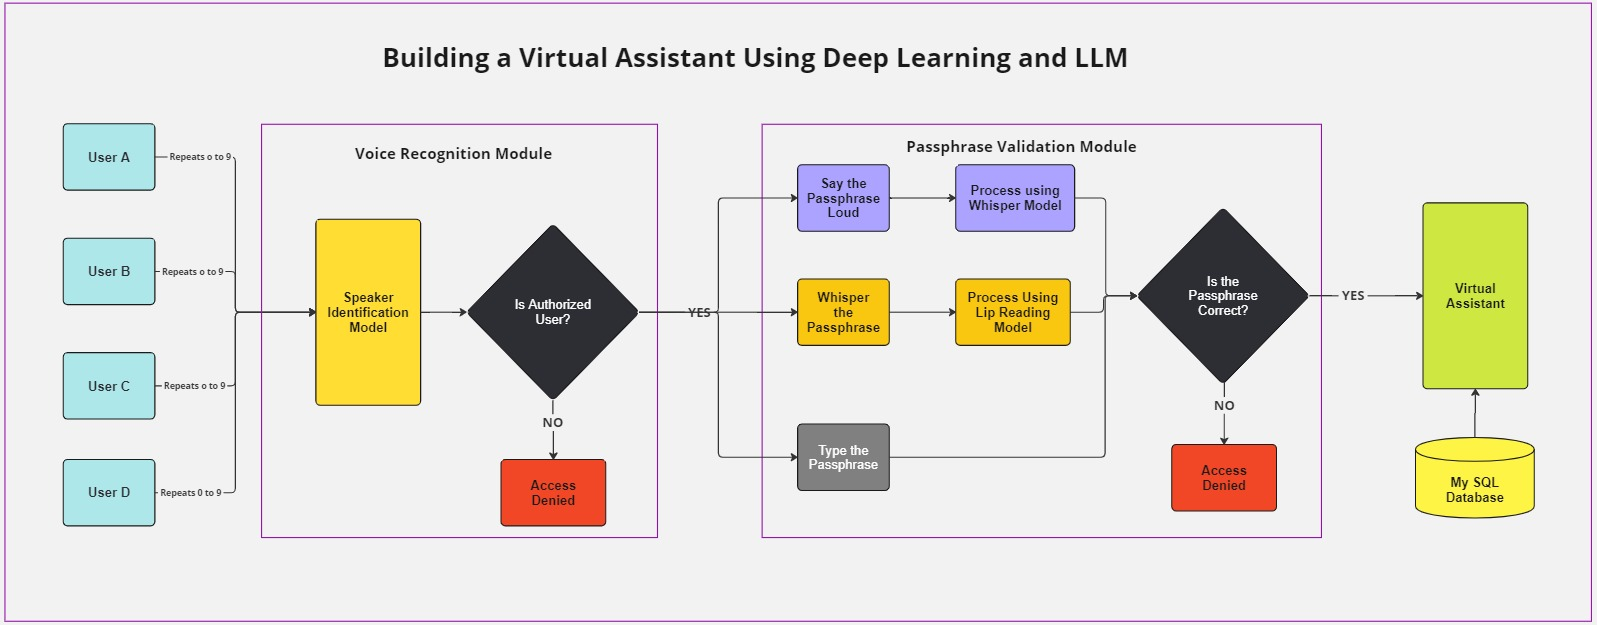 Building a Virtual Assistant Using Deep Learning and LLM
User A
Repeats o to 9
User B
Repeats o to 9
User C
Repeats o to 9
User D
Repeats 0 to 9
Voice Recognition Module
Speaker
Identification
Model
Is Authorized
User?
NO
Access
Denied
YES
Passphrase Validation Module
Say the
Passphrase
Loud
Process using
Whisper Model
Whisper
the
Passphrase
Process Using
Lip Reading
Model
Type the
Passphrase
Is the
Passphrase
Correct?
NO
Access
Denied
YES
Virtual
Assistant
My SQL
Database